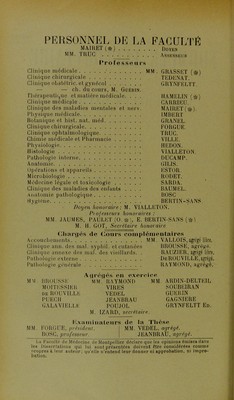 PERSONNEL DE LA FACULTÉ
MAIRET (✻) . . . . . . . . . . . . Doyen
MM. TRUC . . . . . . . . . . . . Assesseur
Professeurs
Clinique médicale . . . . . . . . . . . . MM. GRASSET (✻)
Clinique chirurgicale . . . . . . . . . . . . TEDENAT.
Clinique obstétric. et gynécol . . . . . . . . . . . . GRYNFELTT
— — ch. du cours, M. Guérin.
Thérapeutique et matière médicale . . . . . . . . . . . . HAMELIN (✻)
Clinique médicale . . . . . . . . . . . . CARRIEU.
Clinique des maladies mentales et nerv. MAIRET (✻)
Physique médicale . . . . . . . . . . . . IMBERT
Botanique et hist. nat. méd. . . . . . . . . . . . . GRANEL.
Clinique chirurgicale . . . . . . . . . . . . FORGUE.
Clinique ophtalmologique . . . . . . . . . . . . TRUC.
Chimie médicale et Pharmacie . . . . . . . . . . . . VILLE
Physiologie . . . . . . . . . . . . HEDON.
Histologie . . . . . . . . . . . . VIALLETON
Pathologie interne . . . . . . . . . . . . DUCAMP.
Anatomie . . . . . . . . . . . . GILIS.
Opérations et appareils . . . . . . . . . . . . ESTOR.
Microbiologie . . . . . . . . . . . . RODET.
Médecine légale et toxicologie . . . . . . . . . . . . SARDA.
Clinique des maladies des enfants . . . . . . . . . . . . BAUMEL.
Anatomie pathologique . . . . . . . . . . . . BOSC
Hygiène . . . . . . . . . . . . BERTIN-SANS
Doyen honoraire : M. VIALLETON.
Professeurs honoraires :
MM. JAUMES, PAULET (O. ✻), E. BERTIN-SANS (✻)
M. H. GOT, Secrétaire honoraire
Chargés de Cours complémentaires
Accouchements . . . . . . . . . . . . MM. VALLOIS, agrégé libre.
Clinique ann. des mal. syphil. et cutanées BROUSSE, agrégé.
Clinique annexe des mal. des vieillards. RAUZIER, agrégé libre.
Pathologie externe . . . . . . . . . . . . DE ROUVILLE, agrégé.
Pathologie générale . . . . . . . . . . . . RAYMOND, agrégé.
Agrégés en exercice
MM. BROUSSE MM. RAYMOND MM. ARDIN-DELTEIL
MOITESSIER VIRES SOUBEIRAN
DE ROUVILLE VEDEL GUERIN
PUECH JEANBRAU GAGNIERE
GALAVIELLE POUJOL GRYNFELTT Ed.
M. IZARD, secrétaire.
Examinateurs de la Thèse
MM. FORGUE, président. MM. VEDEL, agrégé.
BOSC, professeur. JEANBRAU, agrégé.
La Faculté de Médecine de Montpellier déclare que les opinions émises dans
les Dissertations qui lui sont présentées doivent être considérées comme
propres à leur auteur ; qu'elle n'entend leur donner ni approbation, ni improbation.